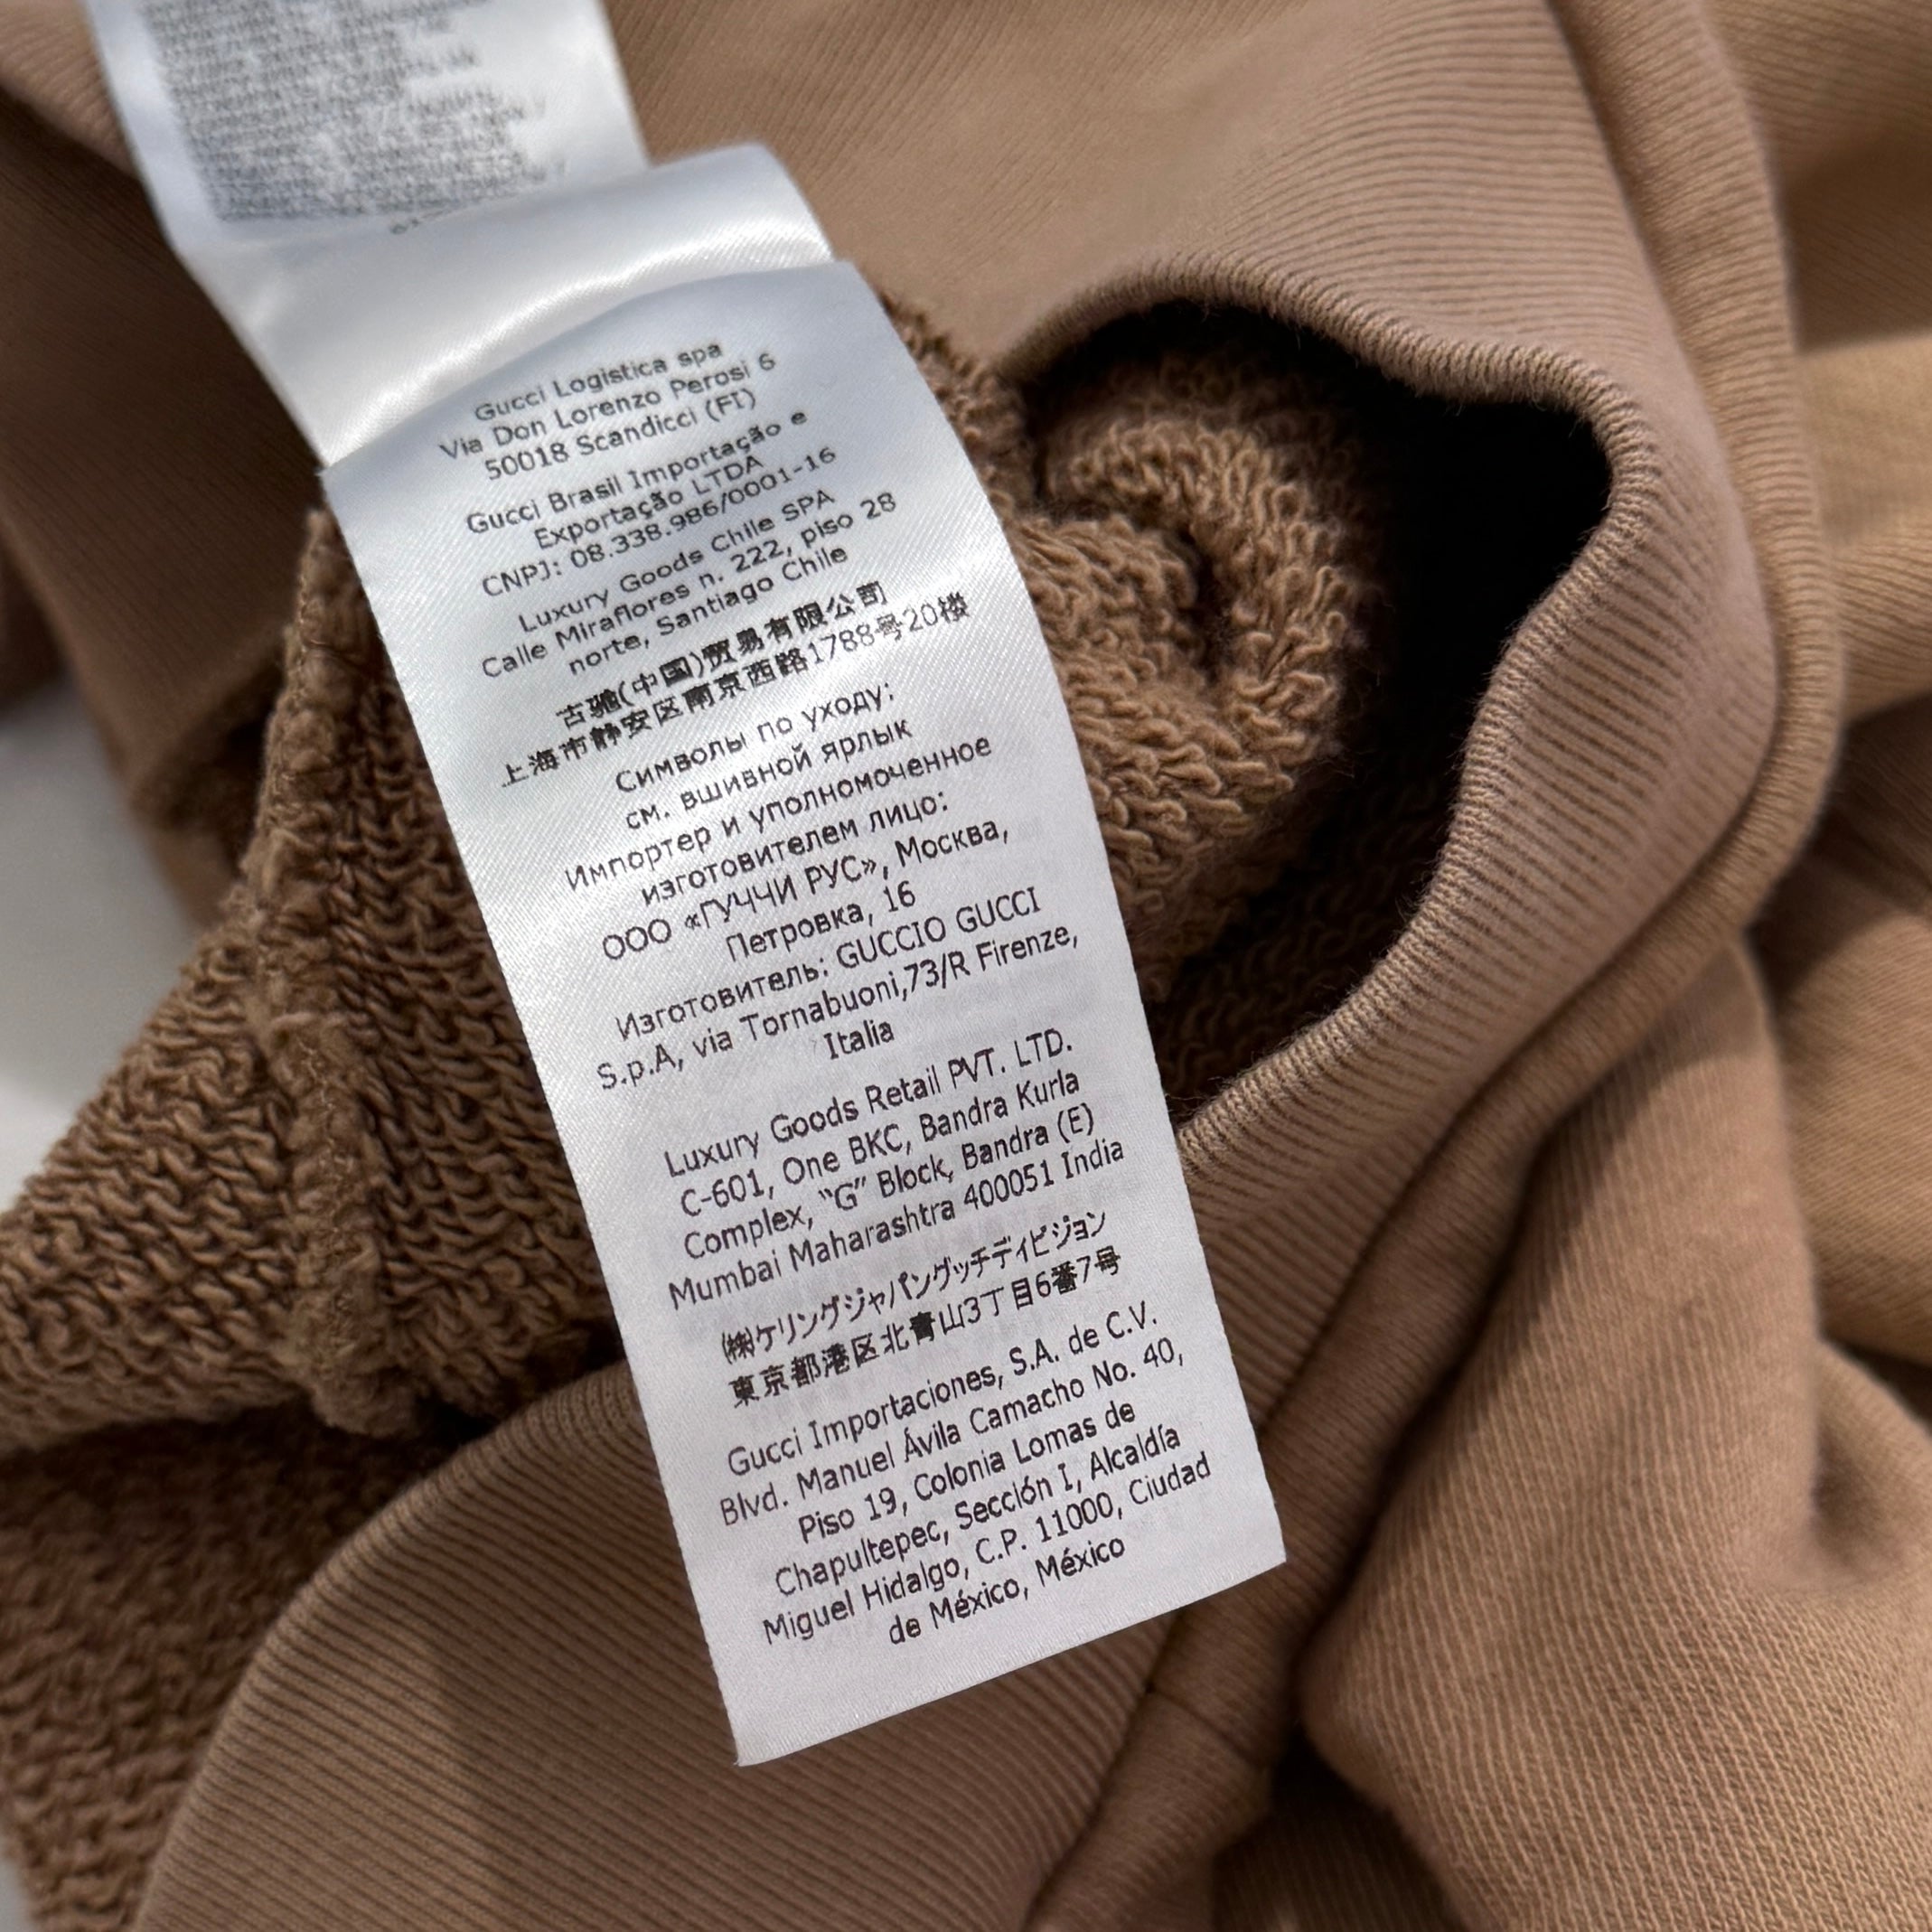 Gucci Logistica spa
Via Don Lorenzo Perosi 6
50018 Scandicci (FI)
Gucci Brasil Importação e
Exportação LTDA
CNPJ: 08.338.986/0001-16
Luxury Goods Chile SPA
Calle Miraflores n. 222, piso 28
norte, Santiago Chile
古驰(中国)贸易有限公司
上海市静安区南京西路1788号20楼
Символы по уходу:
см. вшивной ярлык
Импортер и уполномоченное
изготовителем лицо:
ООО «ГУЧЧИ РУС», Москва,
Петровка, 16
Изготовитель: GUCCIO GUCCI
S.p.A, via Tornabuoni,73/R Firenze,
Italia
Luxury Goods Retail PVT. LTD.
C-601, One BKC, Bandra Kurla
Complex, “G” Block, Bandra (E)
Mumbai Maharashtra 400051 India
㈱ケリングジャパングッチディビジョン
東京都港区北青山3丁目6番7号
Gucci Importaciones, S.A. de C.V.
Blvd. Manuel Ávila Camacho No. 40,
Piso 19, Colonia Lomas de
Chapultepec, Sección I, Alcaldía
Miguel Hidalgo, C.P. 11000, Ciudad
de México, México